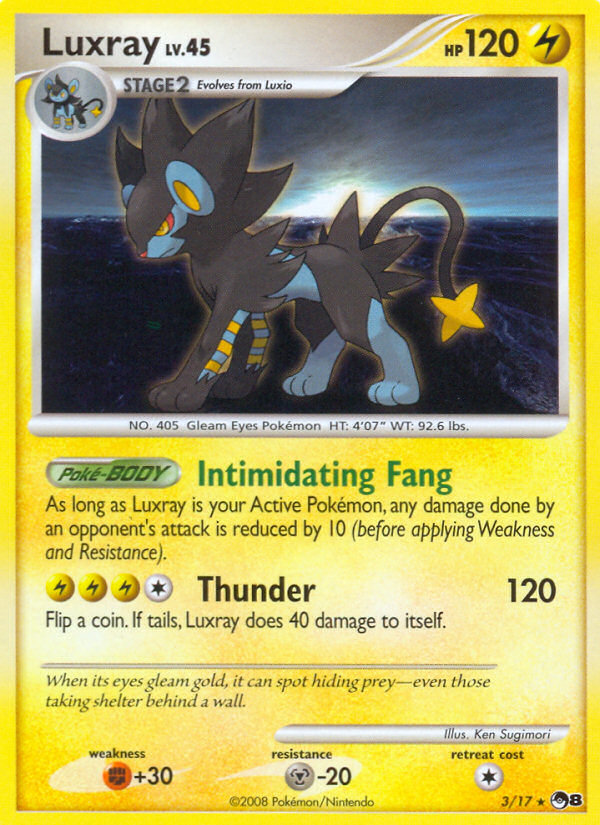 Luxray LV.45 HP 120
STAGE2 Evolves from Luxio
NO. 405 Gleam Eyes Pokémon HT: 4'07" WT: 92.6 lbs.
Poké-BODY Intimidating Fang
As long as Luxray is your Active Pokémon, any damage done by
an opponent's attack is reduced by 10 (before applying Weakness
and Resistance).
Thunder 120
Flip a coin. If tails, Luxray does 40 damage to itself.
When its eyes gleam gold, it can spot hiding prey—even those
taking shelter behind a wall.
Illus. Ken Sugimori
weakness resistance retreat cost
+30 -20
©2008 Pokémon/Nintendo 3/17 ★ 8